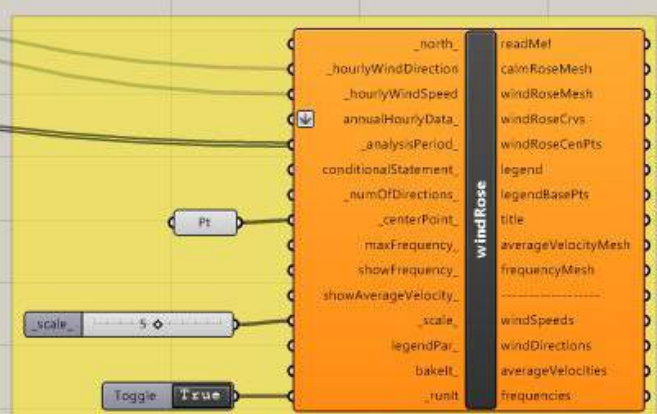 _north_ readMe!
_hourlyWindDirection calmRoseMesh
_hourlyWindSpeed windRoseMesh
annualHourlyData_ windRoseCrvs
_analysisPeriod_ windRoseCenPts
conditionalStatement_ legend
_numOfDirections_ legendBasePts
Pt _centerPoint_ title
maxFrequency_ averageVelocityMesh
showFrequency_ frequencyMesh
showAverageVelocity_ -------------------
_scale_ 5 _scale_ windSpeeds
legendPar_ windDirections
bakeIt_ averageVelocities
Toggle True _runIt frequencies
windRose